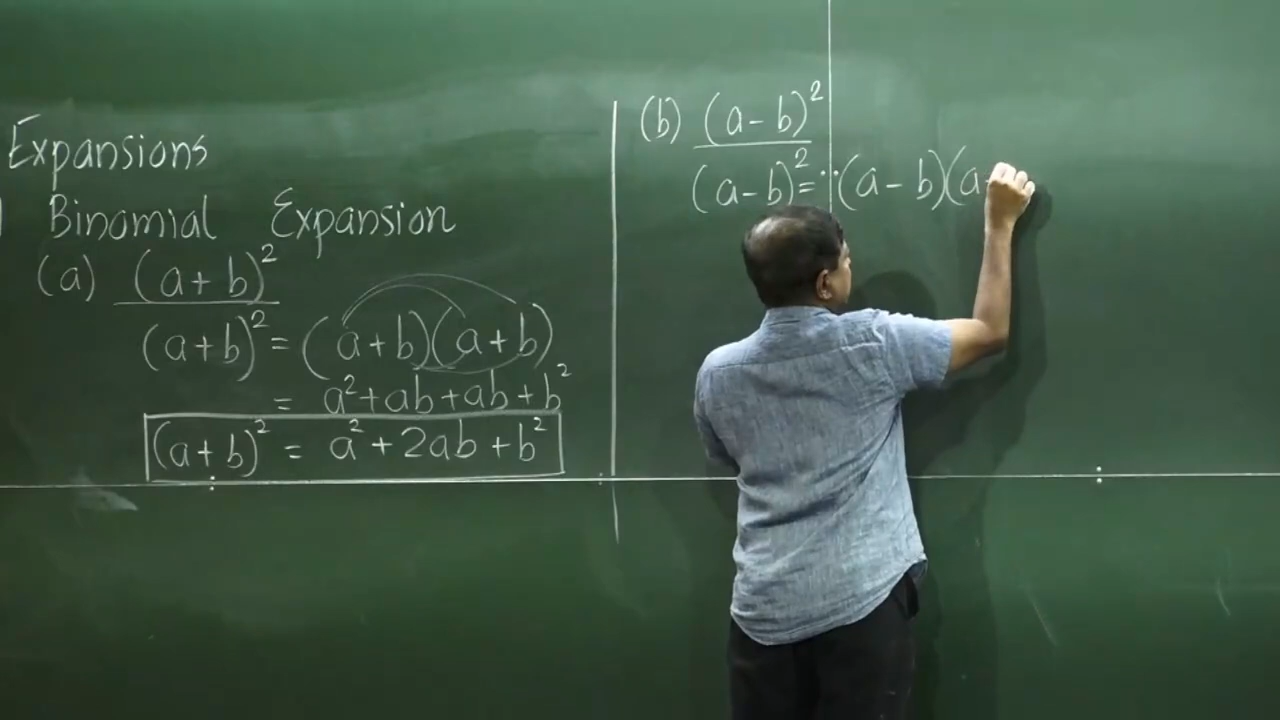 Expansions
Binomial Expansion
(a) (a+b)²
(a+b)² = (a+b)(a+b)
= a²+ab+ab+b²
(a+b)² = a²+2ab+b²
(b) (a-b)²
(a-b)² = (a-b)(a-